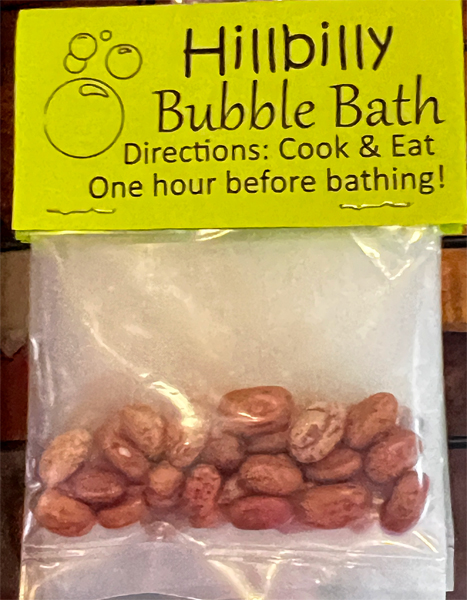 Hillbilly
Bubble Bath
Directions: Cook & Eat
One hour before bathing!